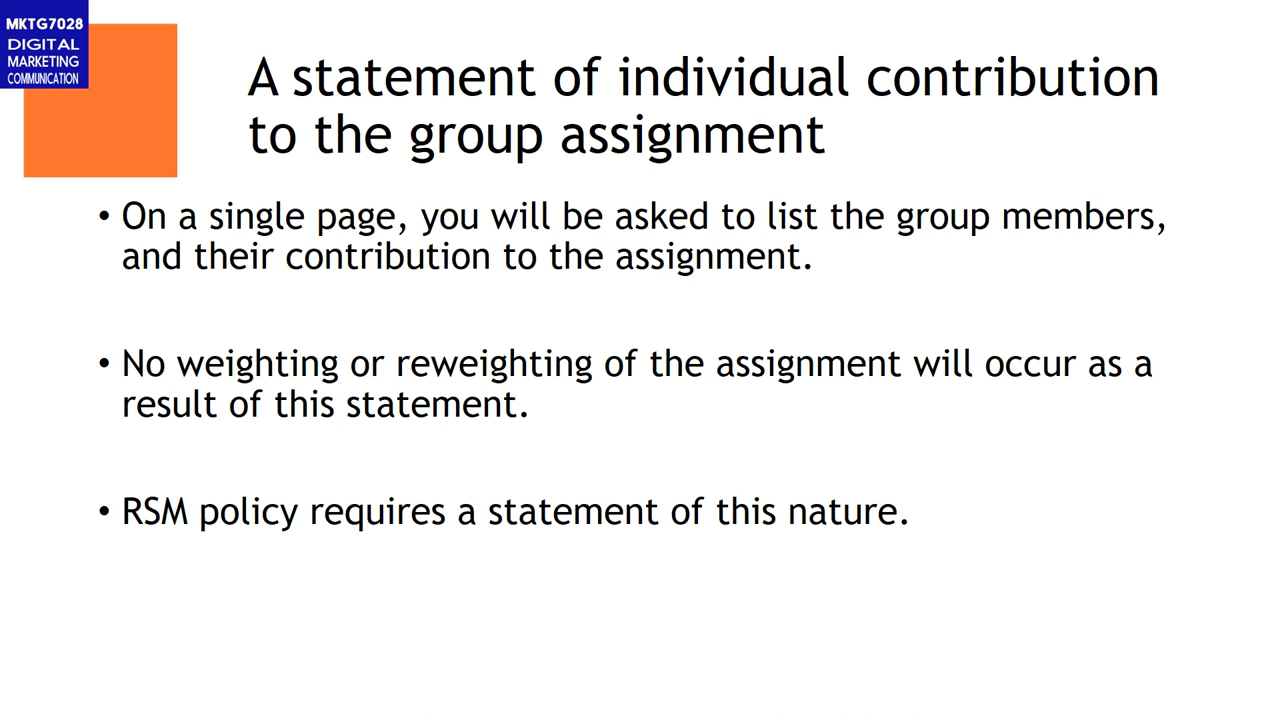 MKTG7028
DIGITAL
MARKETING
COMMUNICATION
A statement of individual contribution
to the group assignment
• On a single page, you will be asked to list the group members,
and their contribution to the assignment.
• No weighting or reweighting of the assignment will occur as a
result of this statement.
• RSM policy requires a statement of this nature.